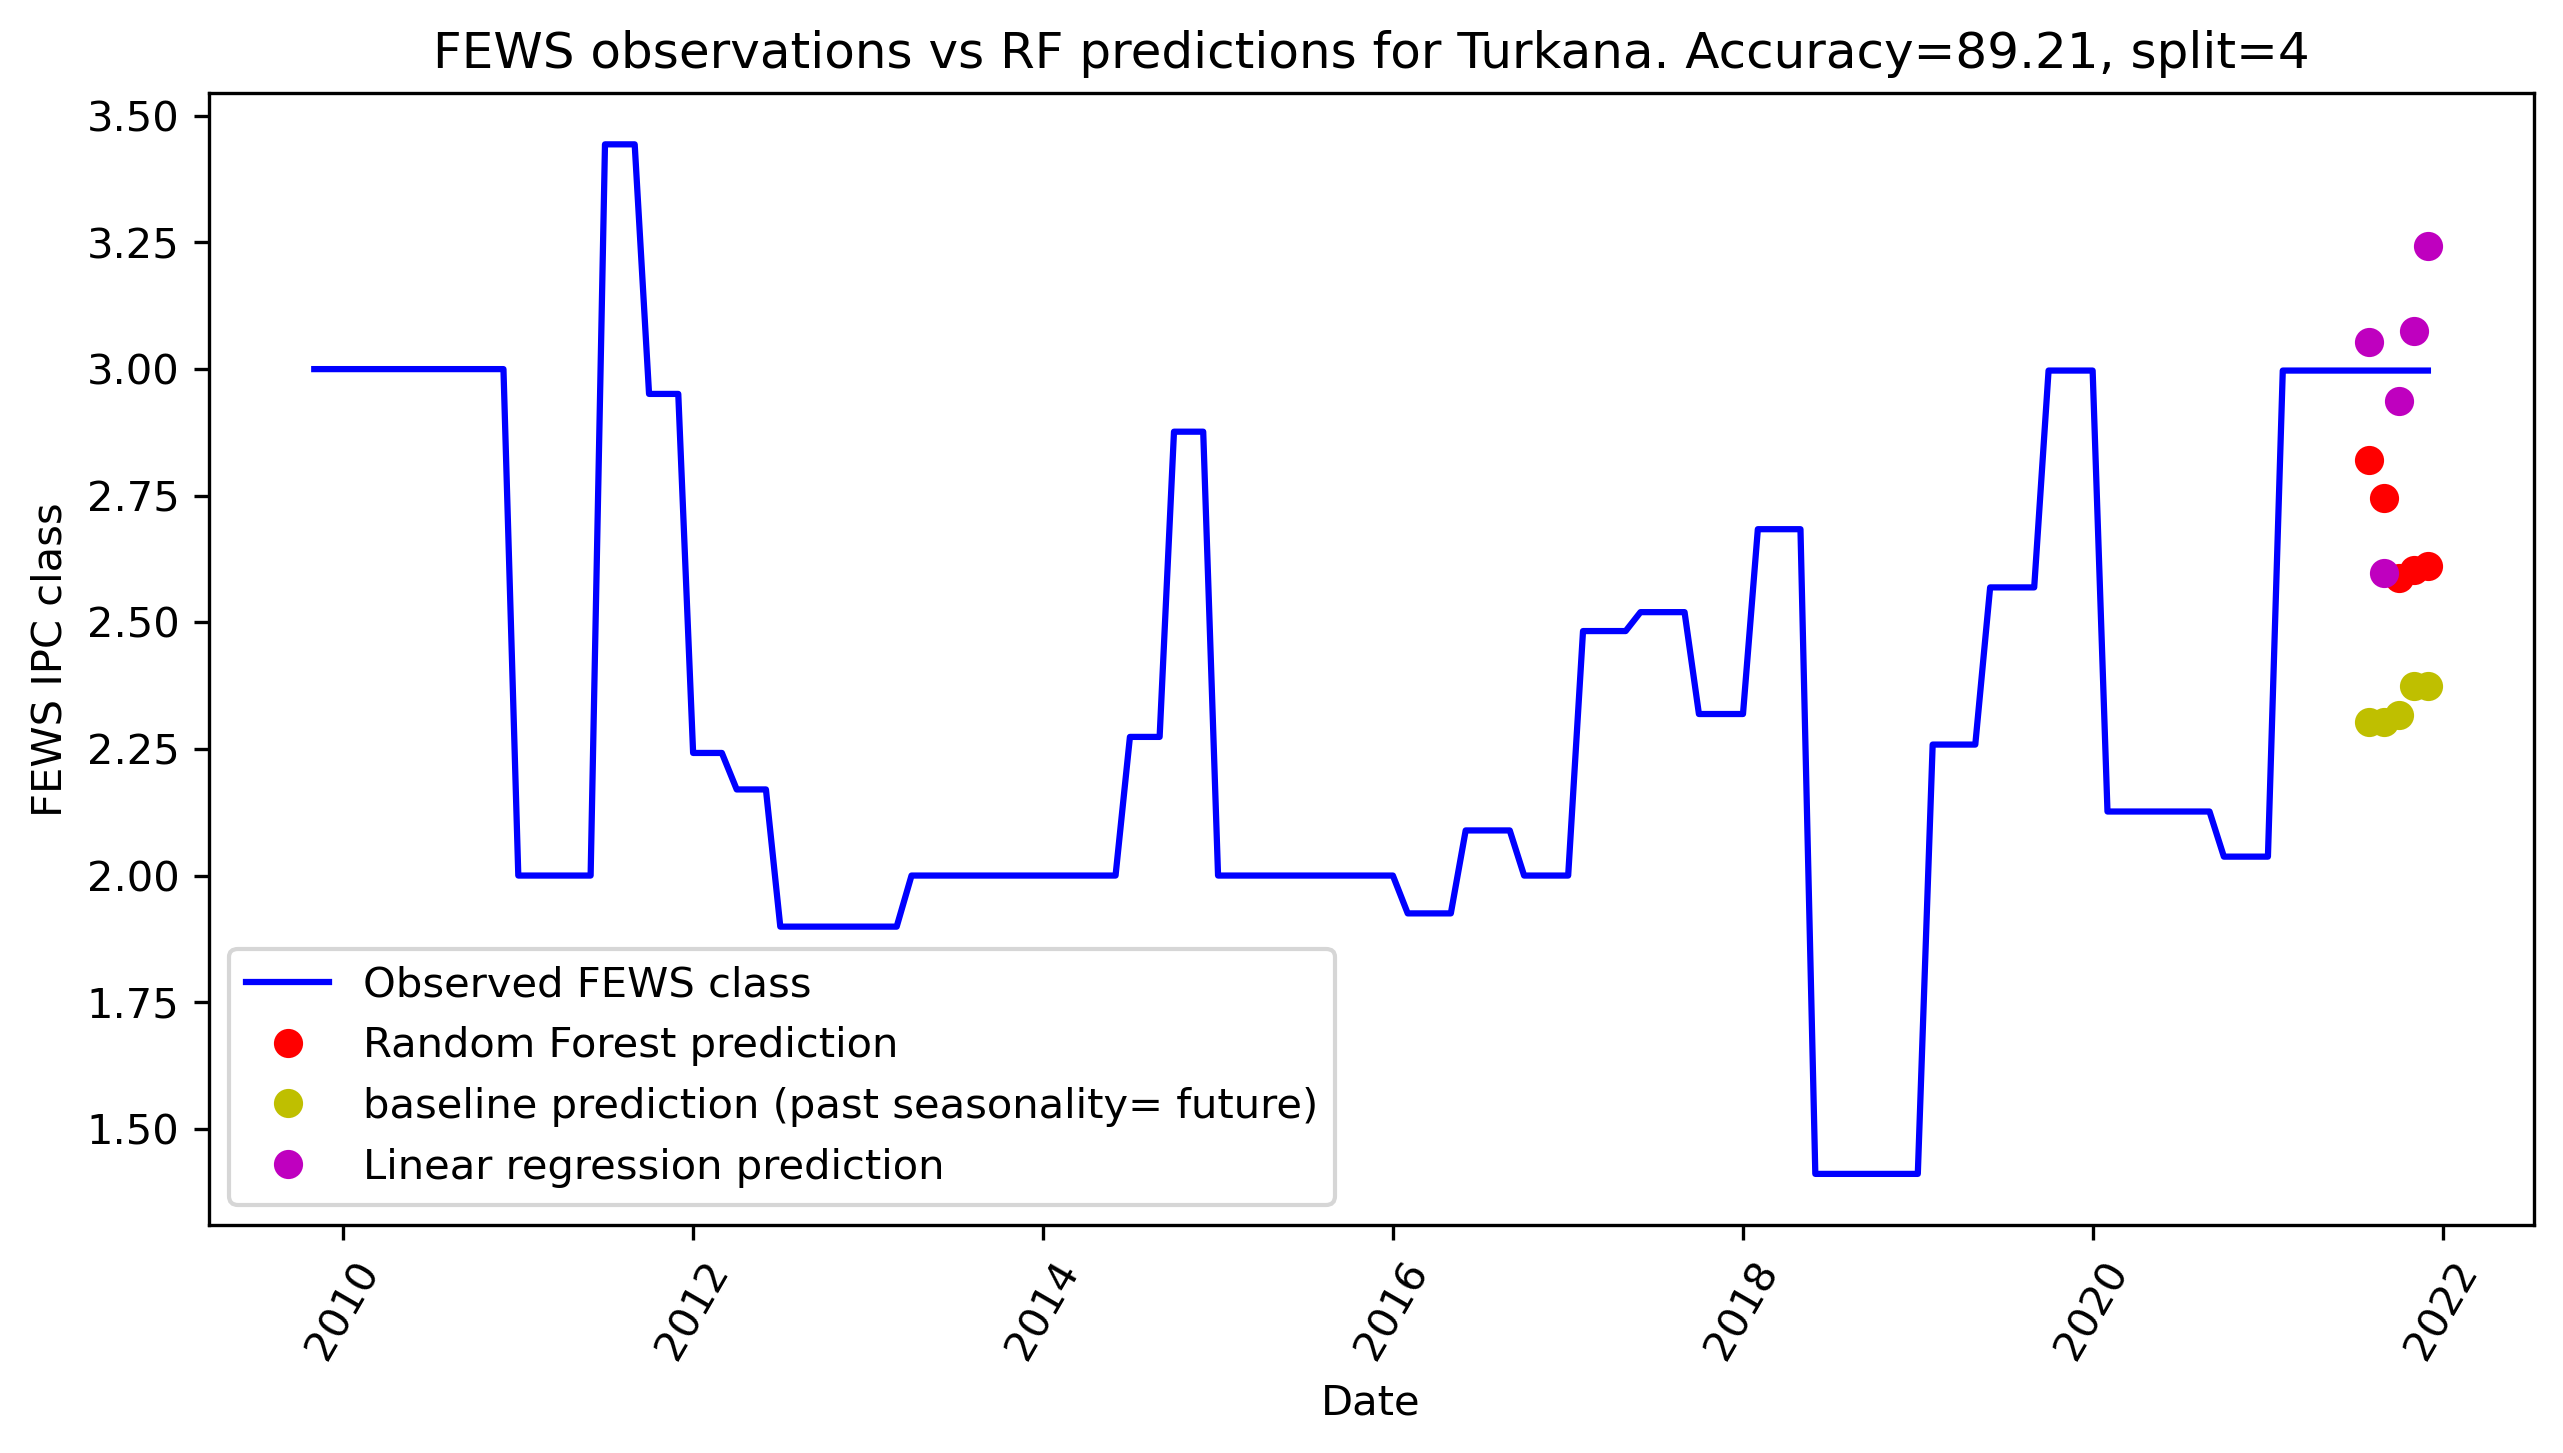 FEWS observations vs RF predictions for Turkana. Accuracy=89.21, split=4
FEWS IPC class
3.50
3.25
3.00
2.75
2.50
2.25
2.00
1.75
1.50
Observed FEWS class
Random Forest prediction
baseline prediction (past seasonality= future)
Linear regression prediction
2010
2012
2014
2016
2018
2020
2022
Date